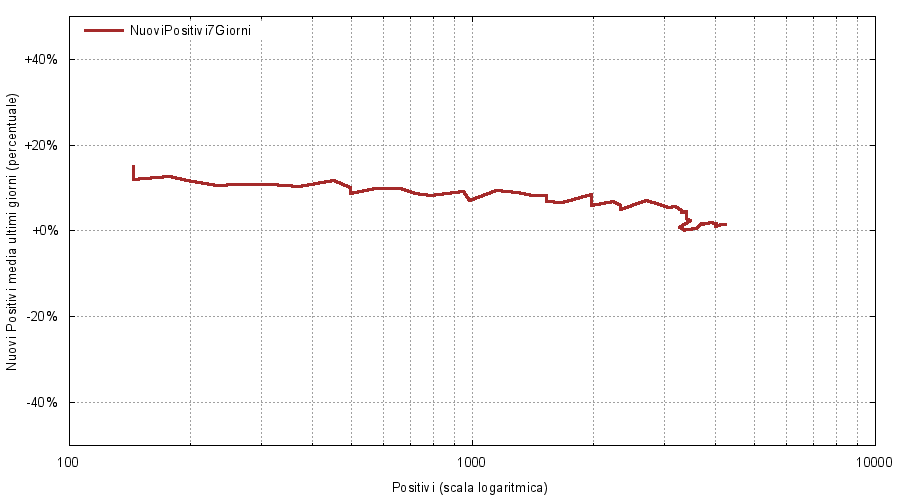 NuoviPositivi7Giorni
+40%
+20%
+0%
-20%
-40%
Nuovi Positivi media ultimi giorni (percentuale)
100 1000 10000
Positivi (scala logaritmica)